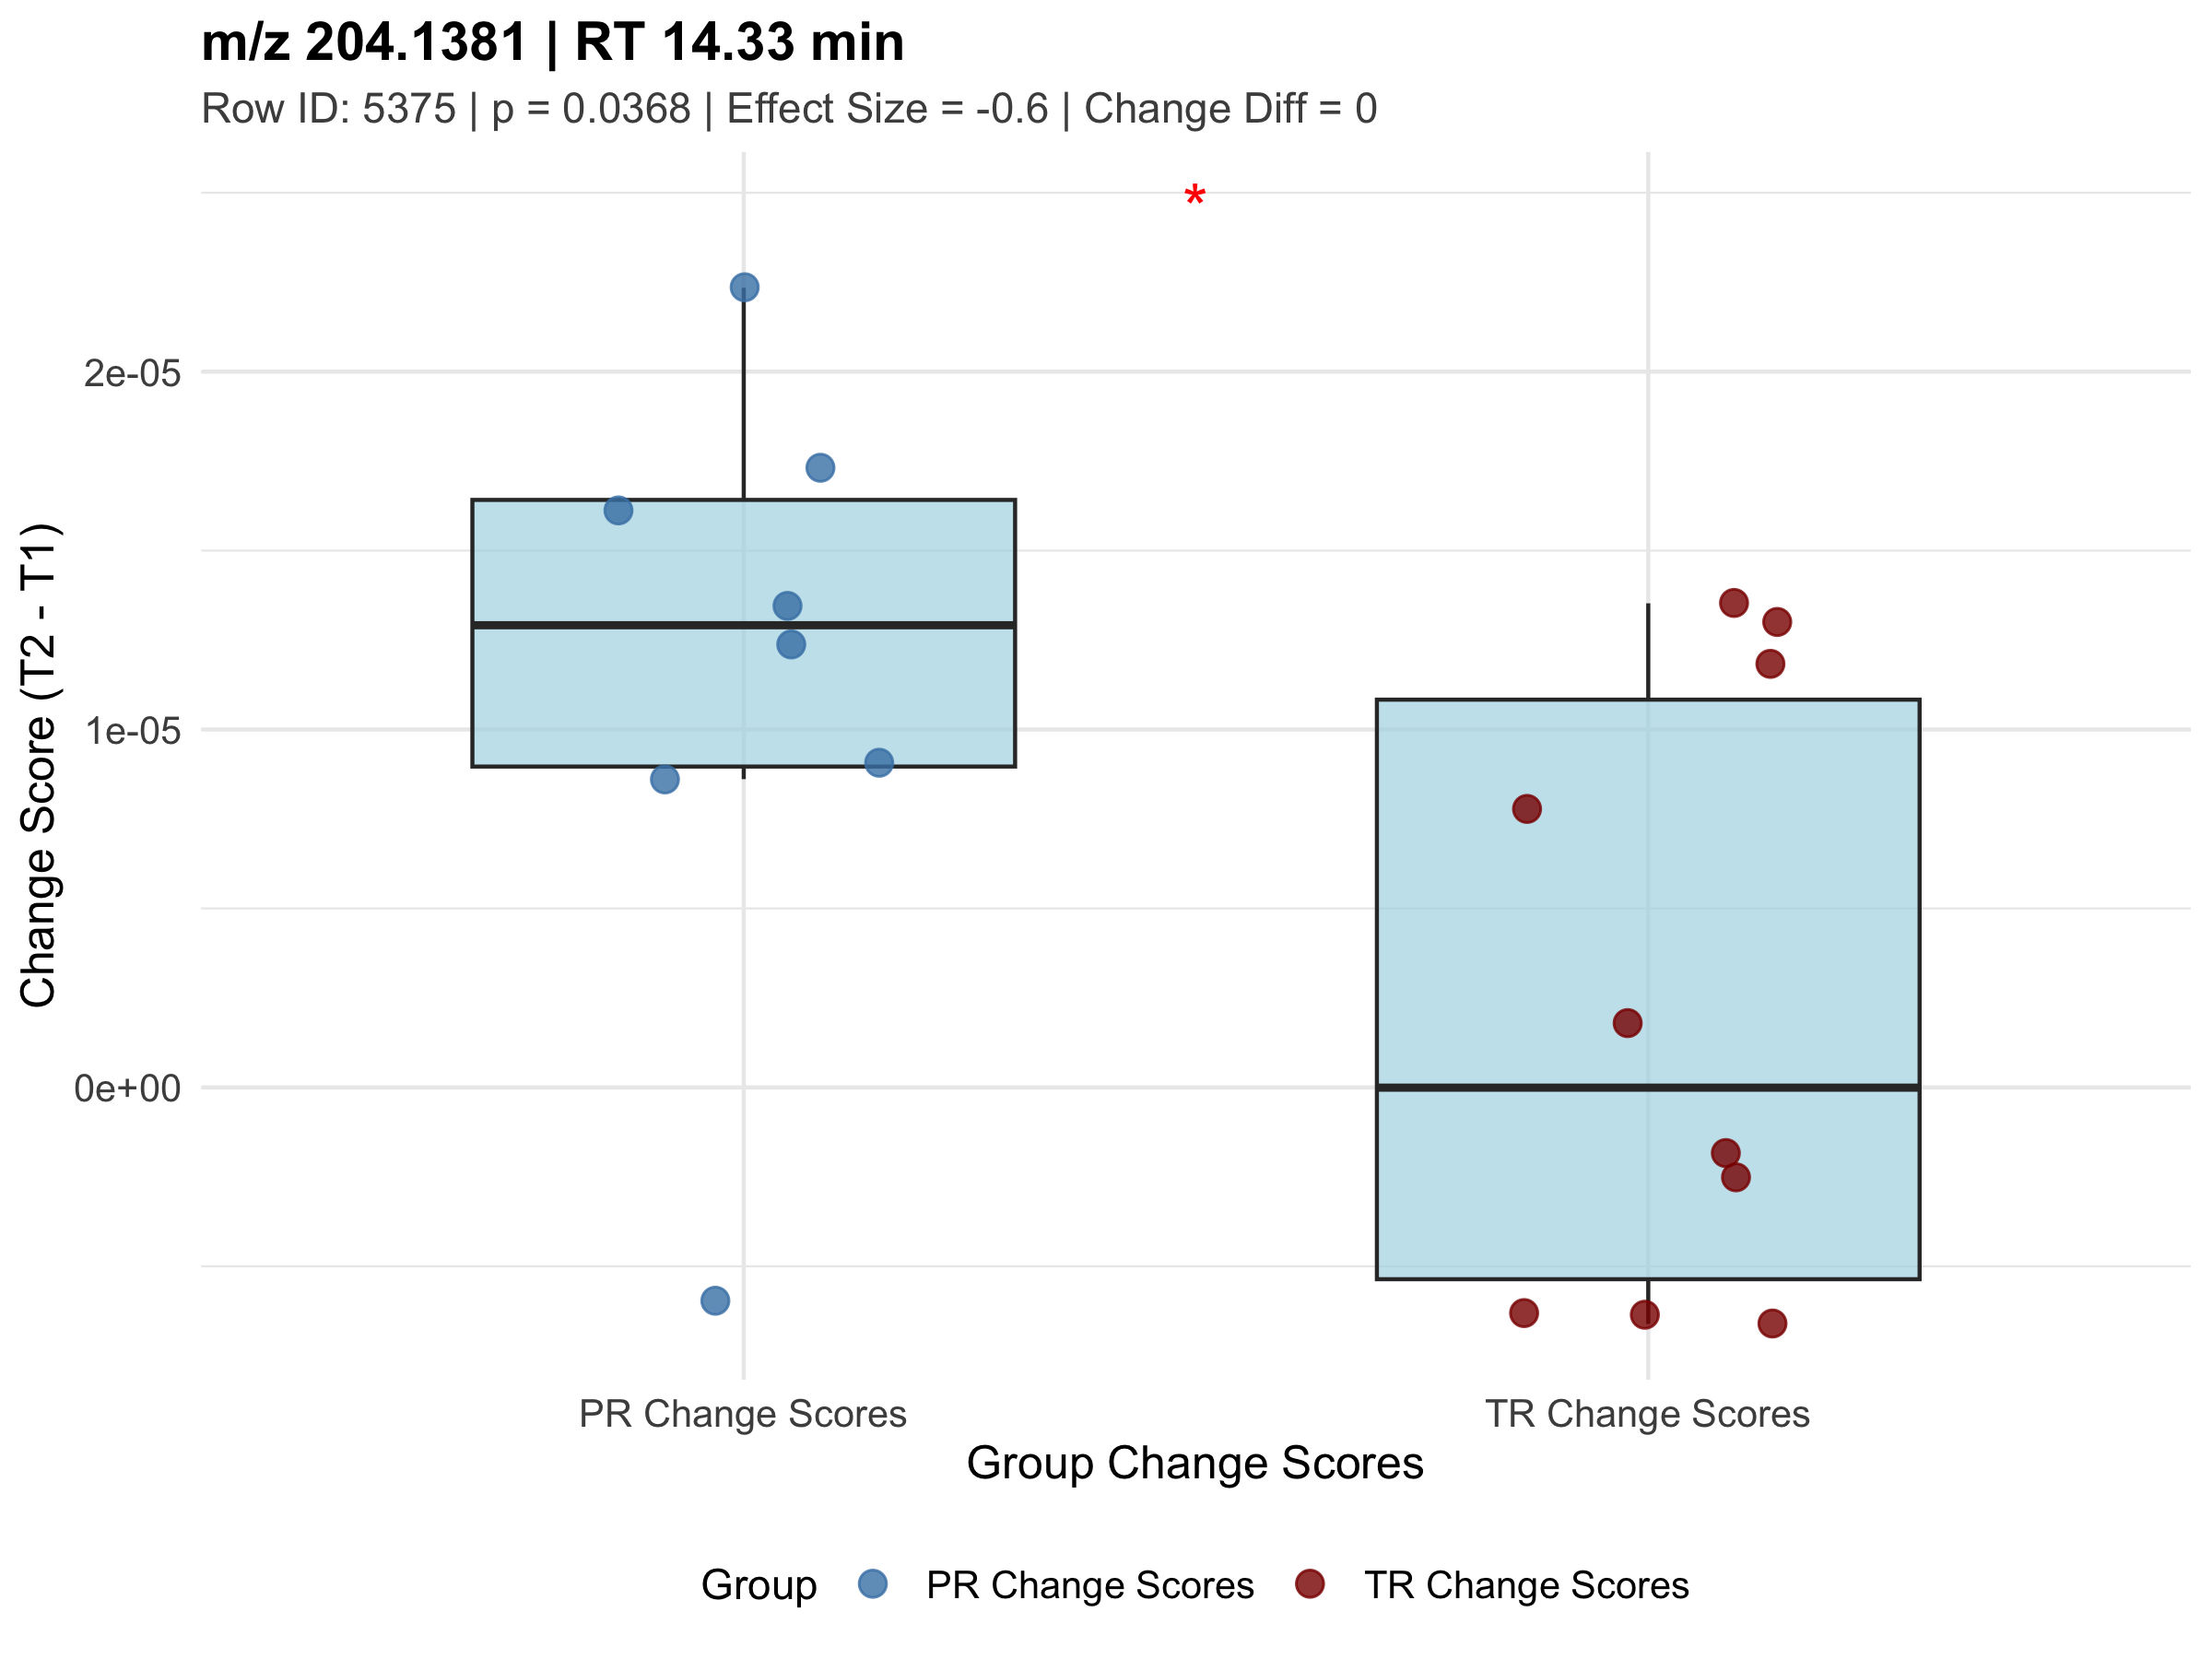 m/z 204.1381 | RT 14.33 min
Row ID: 5375 | p = 0.0368 | Effect Size = -0.6 | Change Diff = 0
*
Change Score (T2 - T1)
2e-05
1e-05
0e+00
PR Change Scores
TR Change Scores
Group Change Scores
Group
PR Change Scores
TR Change Scores